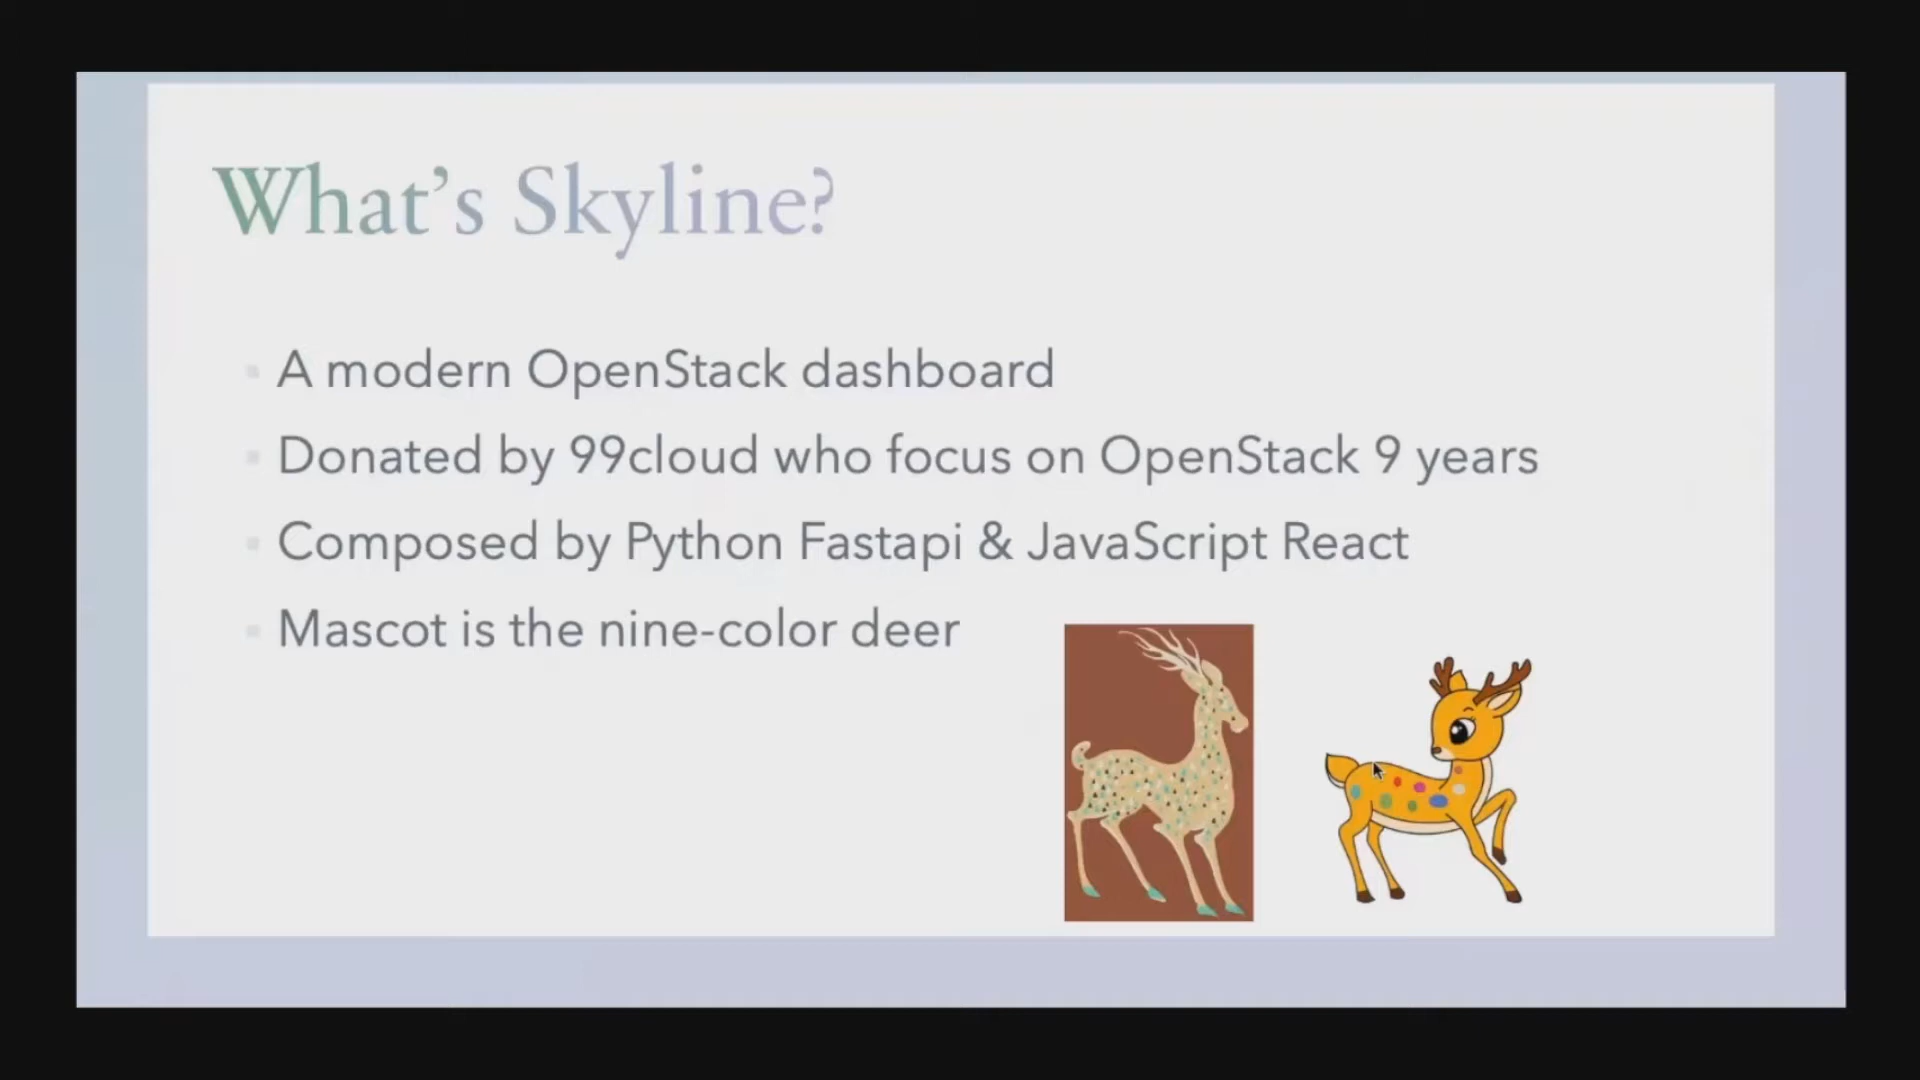 What’s Skyline?
A modern OpenStack dashboard
Donated by 99cloud who focus on OpenStack 9 years
Composed by Python Fastapi & JavaScript React
Mascot is the nine-color deer